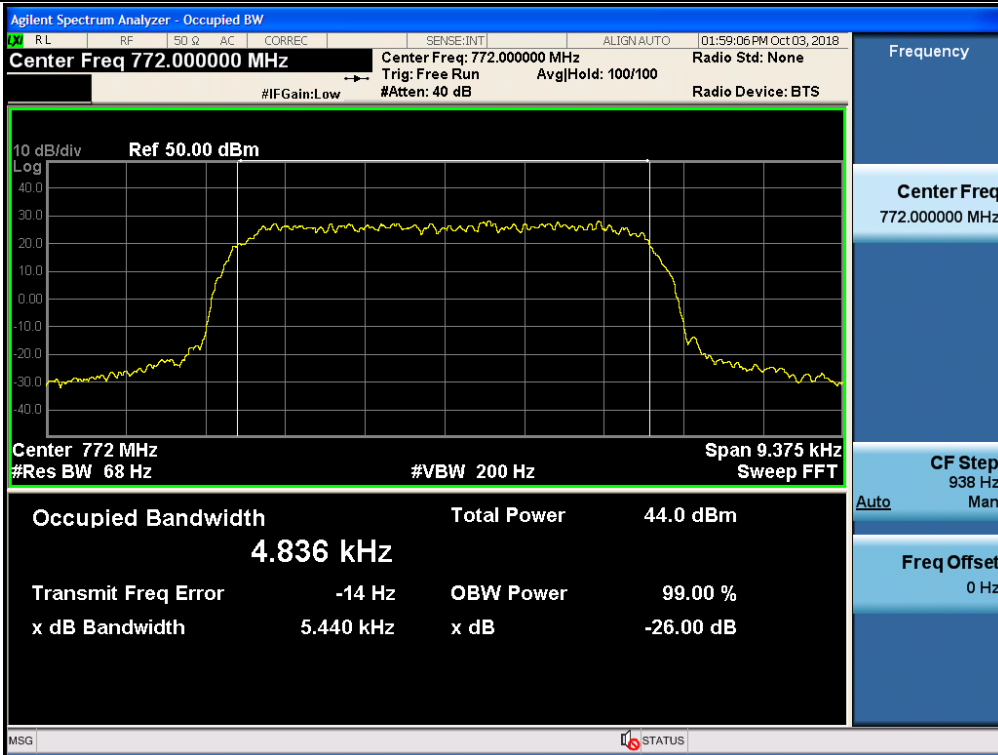 Agilent Spectrum Analyzer - Occupied BW
LXI RL RF 50 Ω AC CORREC SENSE:INT ALIGN AUTO 01:59:06 PM Oct 03, 2018
Center Freq 772.000000 MHz
Center Freq: 772.000000 MHz
Radio Std: None
Trig: Free Run Avg|Hold: 100/100
#IFGain:Low
#Atten: 40 dB
Radio Device: BTS
10 dB/div Ref 50.00 dBm
Log
40.0
30.0
20.0
10.0
0.00
-10.0
-20.0
-30.0
-40.0
Center 772 MHz
Span 9.375 kHz
#Res BW 68 Hz
#VBW 200 Hz
Sweep FFT
Occupied Bandwidth
4.836 kHz
Total Power 44.0 dBm
Transmit Freq Error -14 Hz
OBW Power 99.00 %
x dB Bandwidth 5.440 kHz
x dB -26.00 dB
MSG
STATUS
Frequency
Center Freq
772.000000 MHz
CF Step
938 Hz
Auto Man
Freq Offset
0 Hz